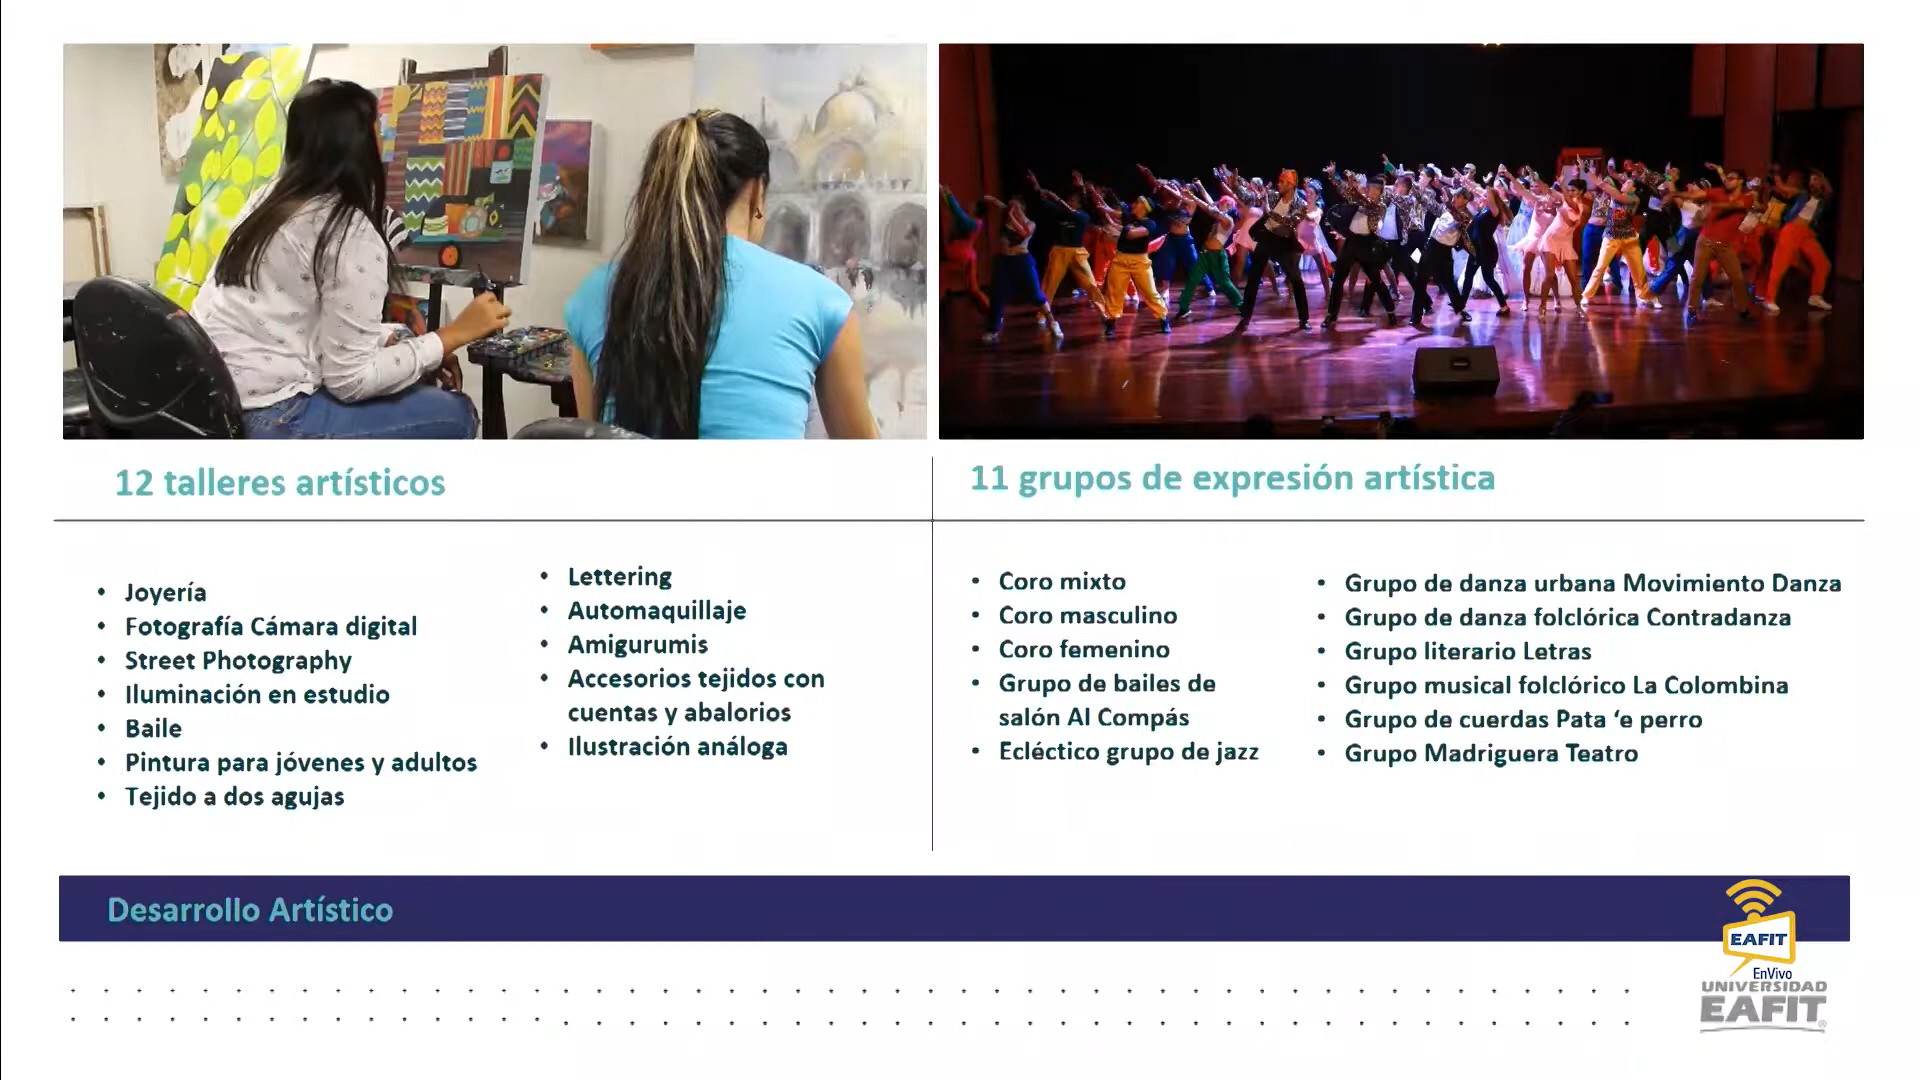 12 talleres artísticos
Joyería
Fotografía Cámara digital
Street Photography
Iluminación en estudio
Baile
Pintura para jóvenes y adultos
Tejido a dos agujas
Lettering
Automaquillaje
Amigurumis
Accesorios tejidos con
cuentas y abalorios
Ilustración análoga
11 grupos de expresión artística
Coro mixto
Coro masculino
Coro femenino
Grupo de bailes de
salón Al Compás
Ecléctico grupo de jazz
Grupo de danza urbana Movimiento Danza
Grupo de danza folclórica Contradanza
Grupo literario Letras
Grupo musical folclórico La Colombina
Grupo de cuerdas Pata ‘e perro
Grupo Madriguera Teatro
Desarrollo Artístico
EAFIT
EnVivo
UNIVERSIDAD
EAFIT®